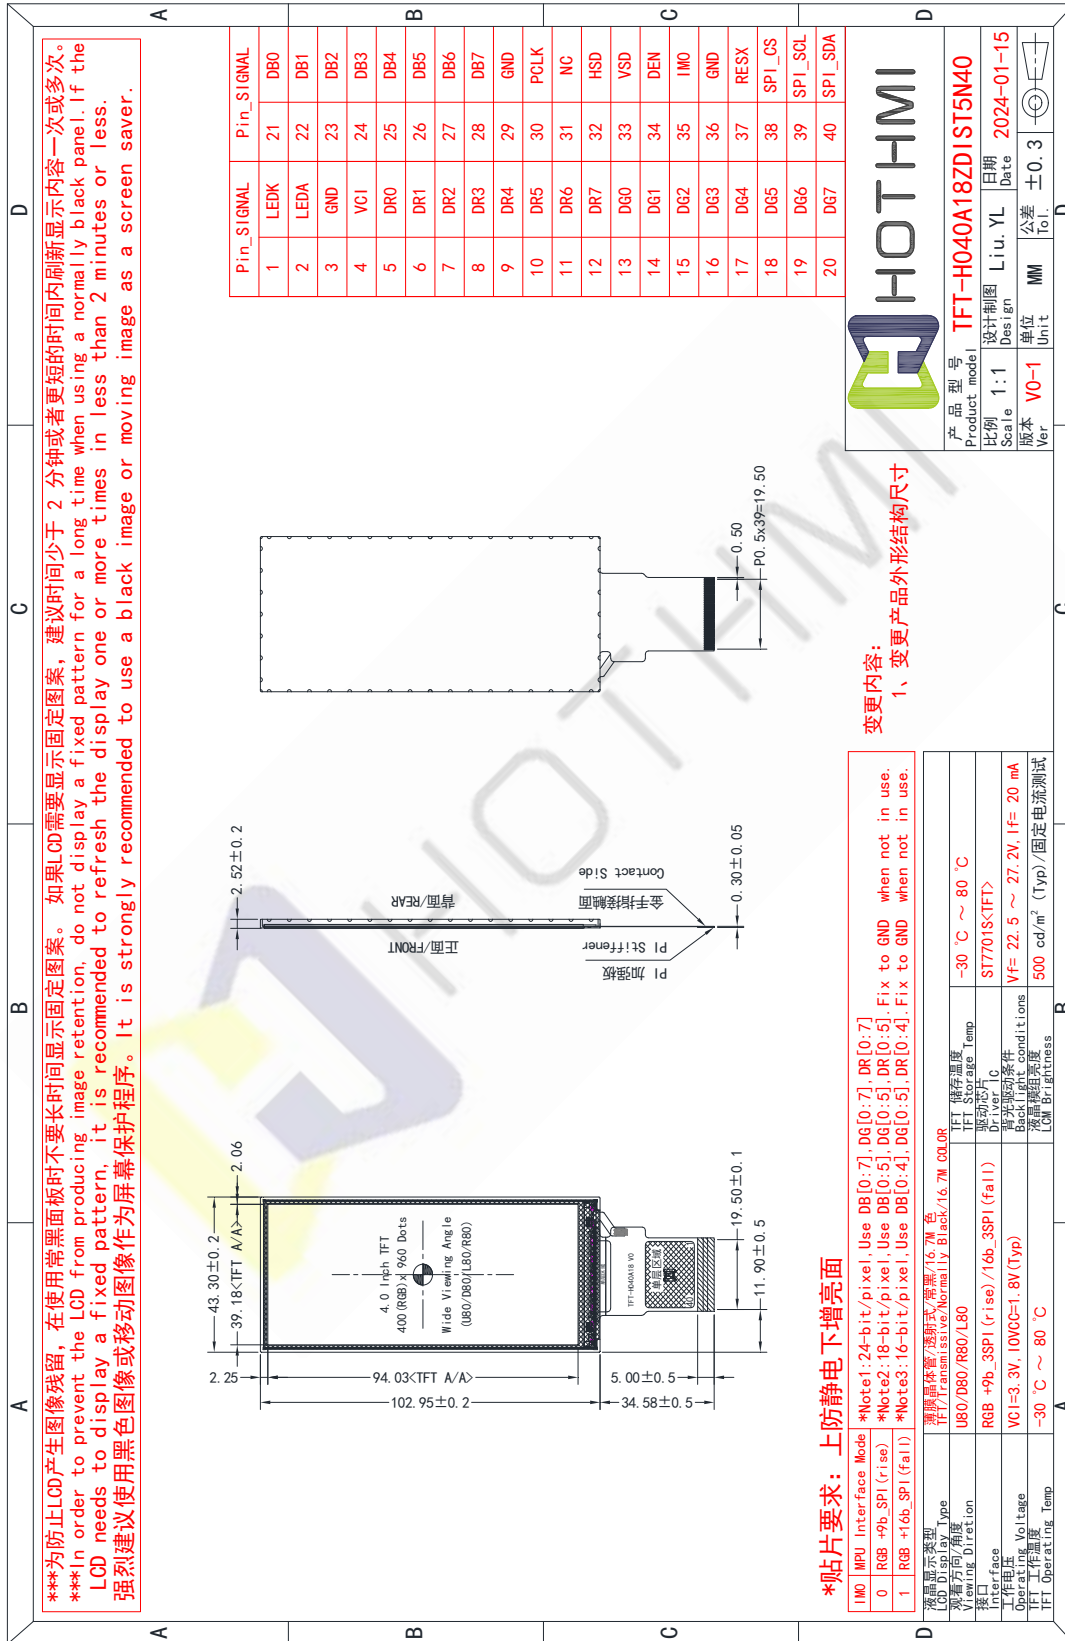 ***为防止LCD产生图像残留，在使用常黑面板时不要长时间显示固定图案。 如果LCD需要显示固定图案，建议时间少于 2 分钟或者更短的时间内刷新显示内容一次或多次。
***In order to prevent the LCD from producing image retention, do not display a fixed pattern for a long time when using a normally black panel.If the
LCD needs to display a fixed pattern, it is recommended to refresh the display one or more times in less than 2 minutes or less.
强烈建议使用黑色图像或移动图像作为屏幕保护程序。It is strongly recommended to use a black image or moving image as a screen saver.
A B C D
A B C D
A B C D
A B C D
43.30±0.2
39.18<TFT A/A>
2.06
2.25
94.03<TFT A/A>
102.95±0.2
5.00±0.5
34.58±0.5
19.50±0.1
11.90±0.5
4.0 Inch TFT
400(RGB)x 960 Dots
Wide Viewing Angle
(U80/D80/L80/R80)
TFT-H040A18 V0
单层区域
40
2.52±0.2
背面/REAR
正面/FRONT
Contact Side
金手指接触面
PI Stiffener
PI 加强板
0.30±0.05
0.50
P0.5x39=19.50
Pin_SIGNAL Pin_SIGNAL
1 LEDK 21 DB0
2 LEDA 22 DB1
3 GND 23 DB2
4 VCI 24 DB3
5 DR0 25 DB4
6 DR1 26 DB5
7 DR2 27 DB6
8 DR3 28 DB7
9 DR4 29 GND
10 DR5 30 PCLK
11 DR6 31 NC
12 DR7 32 HSD
13 DG0 33 VSD
14 DG1 34 DEN
15 DG2 35 IM0
16 DG3 36 GND
17 DG4 37 RESX
18 DG5 38 SPI_CS
19 DG6 39 SPI_SCL
20 DG7 40 SPI_SDA
*贴片要求：上防静电下增亮面
IM0 MPU Interface Mode *Note1:24-bit/pixel,Use DB[0:7],DG[0:7],DR[0:7]
0 RGB +9b_SPI(rise) *Note2:18-bit/pixel,Use DB[0:5],DG[0:5],DR[0:5].Fix to GND when not in use.
1 RGB +16b_SPI(fall) *Note3:16-bit/pixel,Use DB[0:4],DG[0:5],DR[0:4].Fix to GND when not in use.
液晶显示类型 薄膜晶体管/透射式/常黑/16.7M 色
LCD Display Type TFT/Transmissive/Normally Black/16.7M COLOR
观看方向/角度 U80/D80/R80/L80 TFT 储存温度 -30 ℃ ～ 80 ℃
Viewing Diretion TFT Storage Temp
接口 RGB +9b_3SPI(rise)/16b_3SPI(fall) 驱动芯片 ST7701S<TFT>
Interface Driver IC
工作电压 VCI=3.3V,IOVCC=1.8V(Typ) 背光驱动条件 Vf= 22.5 ～ 27.2V,If= 20 mA
Operating Voltage Backlight conditions
TFT 工作温度 -30 ℃ ～ 80 ℃ 液晶模组亮度 500 cd/m² (Typ)/固定电流测试
TFT Operating Temp LCM Brightness
变更内容：
1、变更产品外形结构尺寸
HOTHMI
产 品 型 号 TFT-H040A18ZDIST5N40
Product model
比例 1:1 设计制图 Liu.YL 日期 2024-01-15
Scale Design Date
版本 V0-1 单位 MM 公差 ±0.3
Ver Unit Tol.
HOTHMI